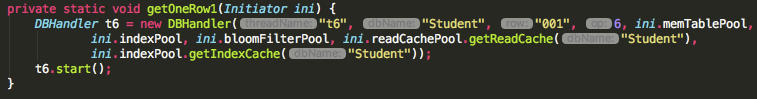 private static void getOneRow1(Initiator ini) {
DBHandler t6 = new DBHandler( threadName: "t6", dbName: "Student", row: "001", op: 6, ini.memTablePool,
ini.indexPool, ini.bloomFilterPool, ini.readCachePool.getReadCache( dbName: "Student"),
ini.indexPool.getIndexCache( dbName: "Student"));
t6.start();
}